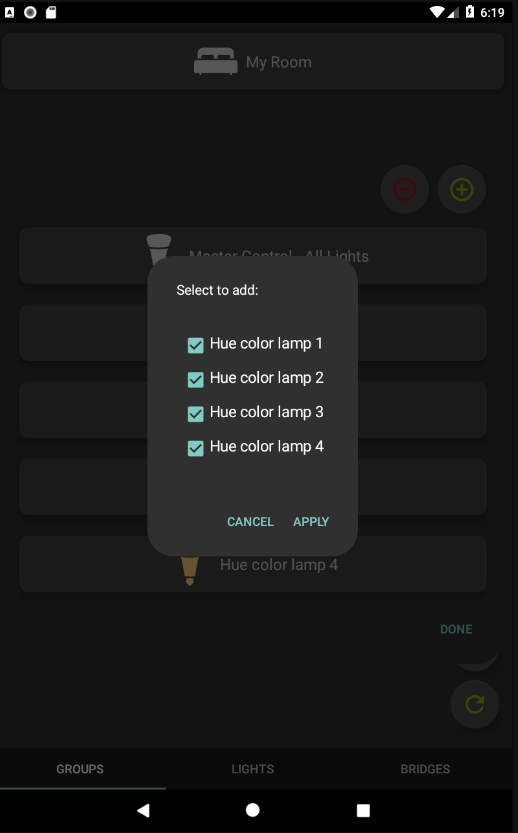 6:19
My Room
Master Control - All Lights
Select to add:
Hue color lamp 1
Hue color lamp 2
Hue color lamp 3
Hue color lamp 4
CANCEL APPLY
Hue color lamp 4
DONE
GROUPS LIGHTS BRIDGES